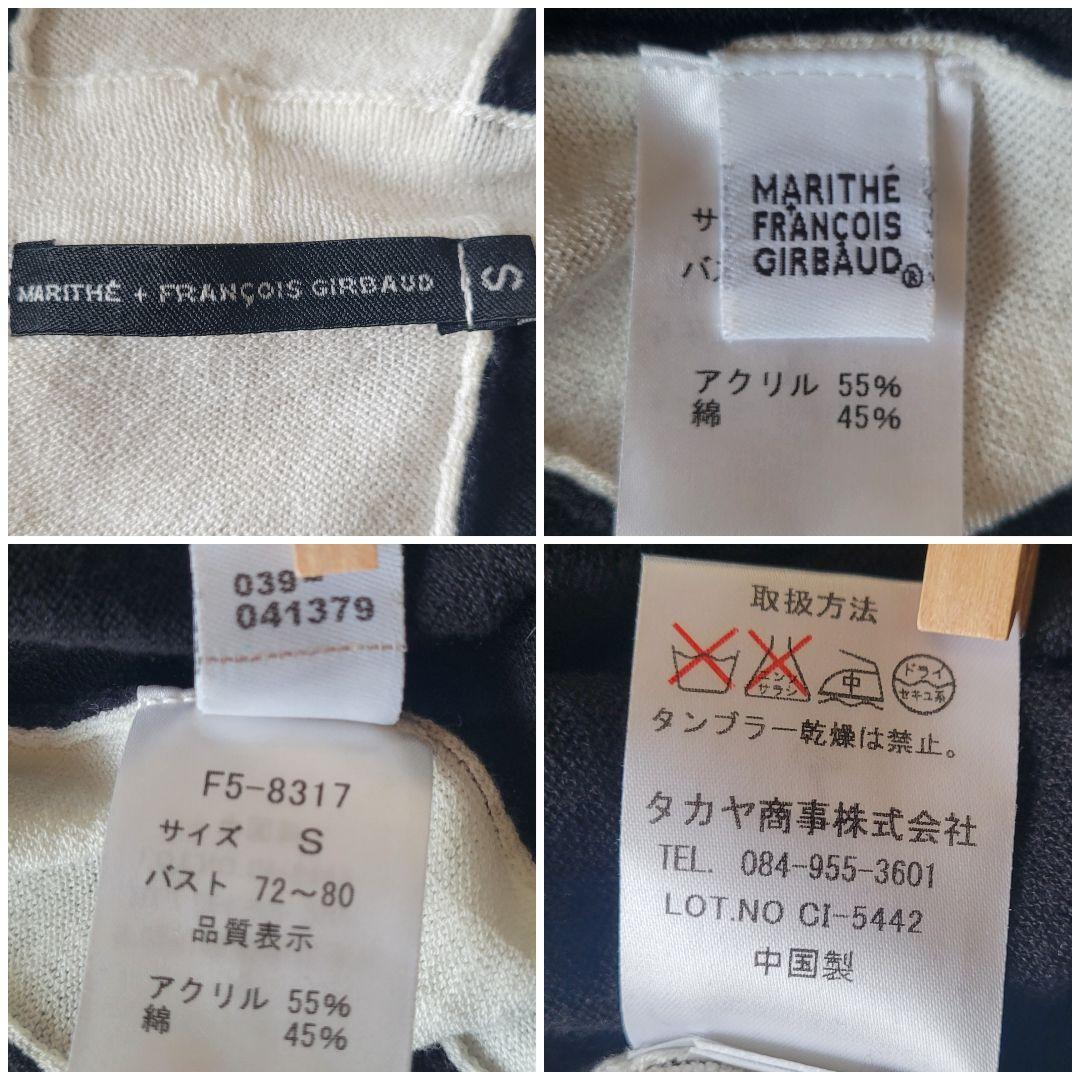 MARITHÉ + FRANÇOIS GIRBAUD S
MARITHÉ
+
FRANÇOIS
GIRBAUD®
サ
バス
アクリル 55%
綿 45%
039-
041379
F5-8317
サイズ S
バスト 72～80
品質表示
アクリル 55%
綿 45%
取扱方法
エンソ
サラシ
中
ドライ
セキユ系
タンブラー乾燥は禁止。
タカヤ商事株式会社
TEL. 084-955-3601
LOT.NO CI-5442
中国製